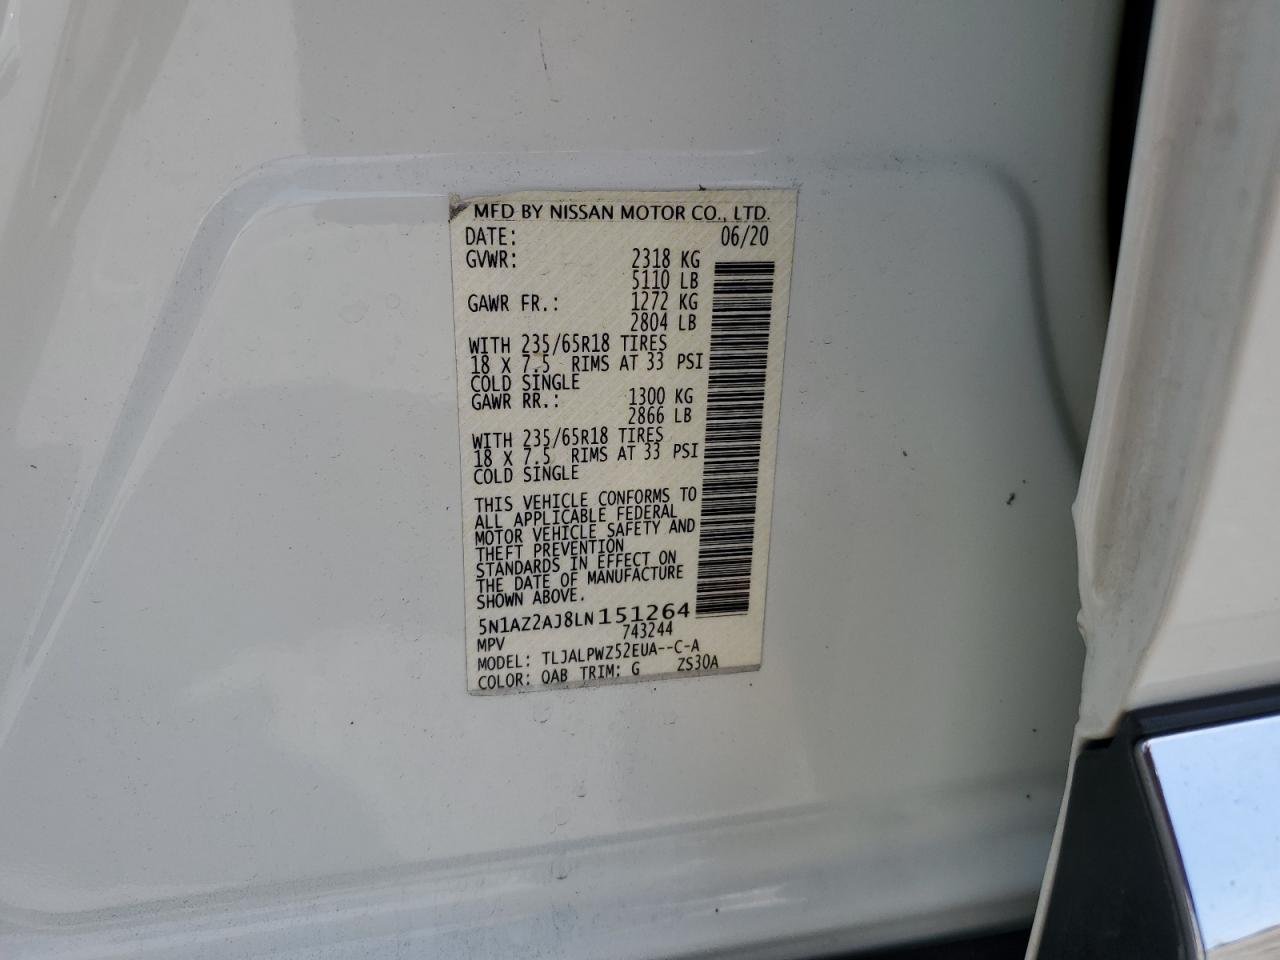 MFD BY NISSAN MOTOR CO., LTD.
DATE: 06/20
GVWR: 2318 KG
5110 LB
GAWR FR.: 1272 KG
2804 LB
WITH 235/65R18 TIRES
18 X 7.5 RIMS AT 33 PSI
COLD SINGLE
GAWR RR.: 1300 KG
2866 LB
WITH 235/65R18 TIRES
18 X 7.5 RIMS AT 33 PSI
COLD SINGLE
THIS VEHICLE CONFORMS TO
ALL APPLICABLE FEDERAL
MOTOR VEHICLE SAFETY AND
THEFT PREVENTION
STANDARDS IN EFFECT ON
THE DATE OF MANUFACTURE
SHOWN ABOVE.
5N1AZ2AJ8LN151264
MPV 743244
MODEL: TLJALPWZ52EUA--C-A
COLOR: QAB TRIM: G ZS30A